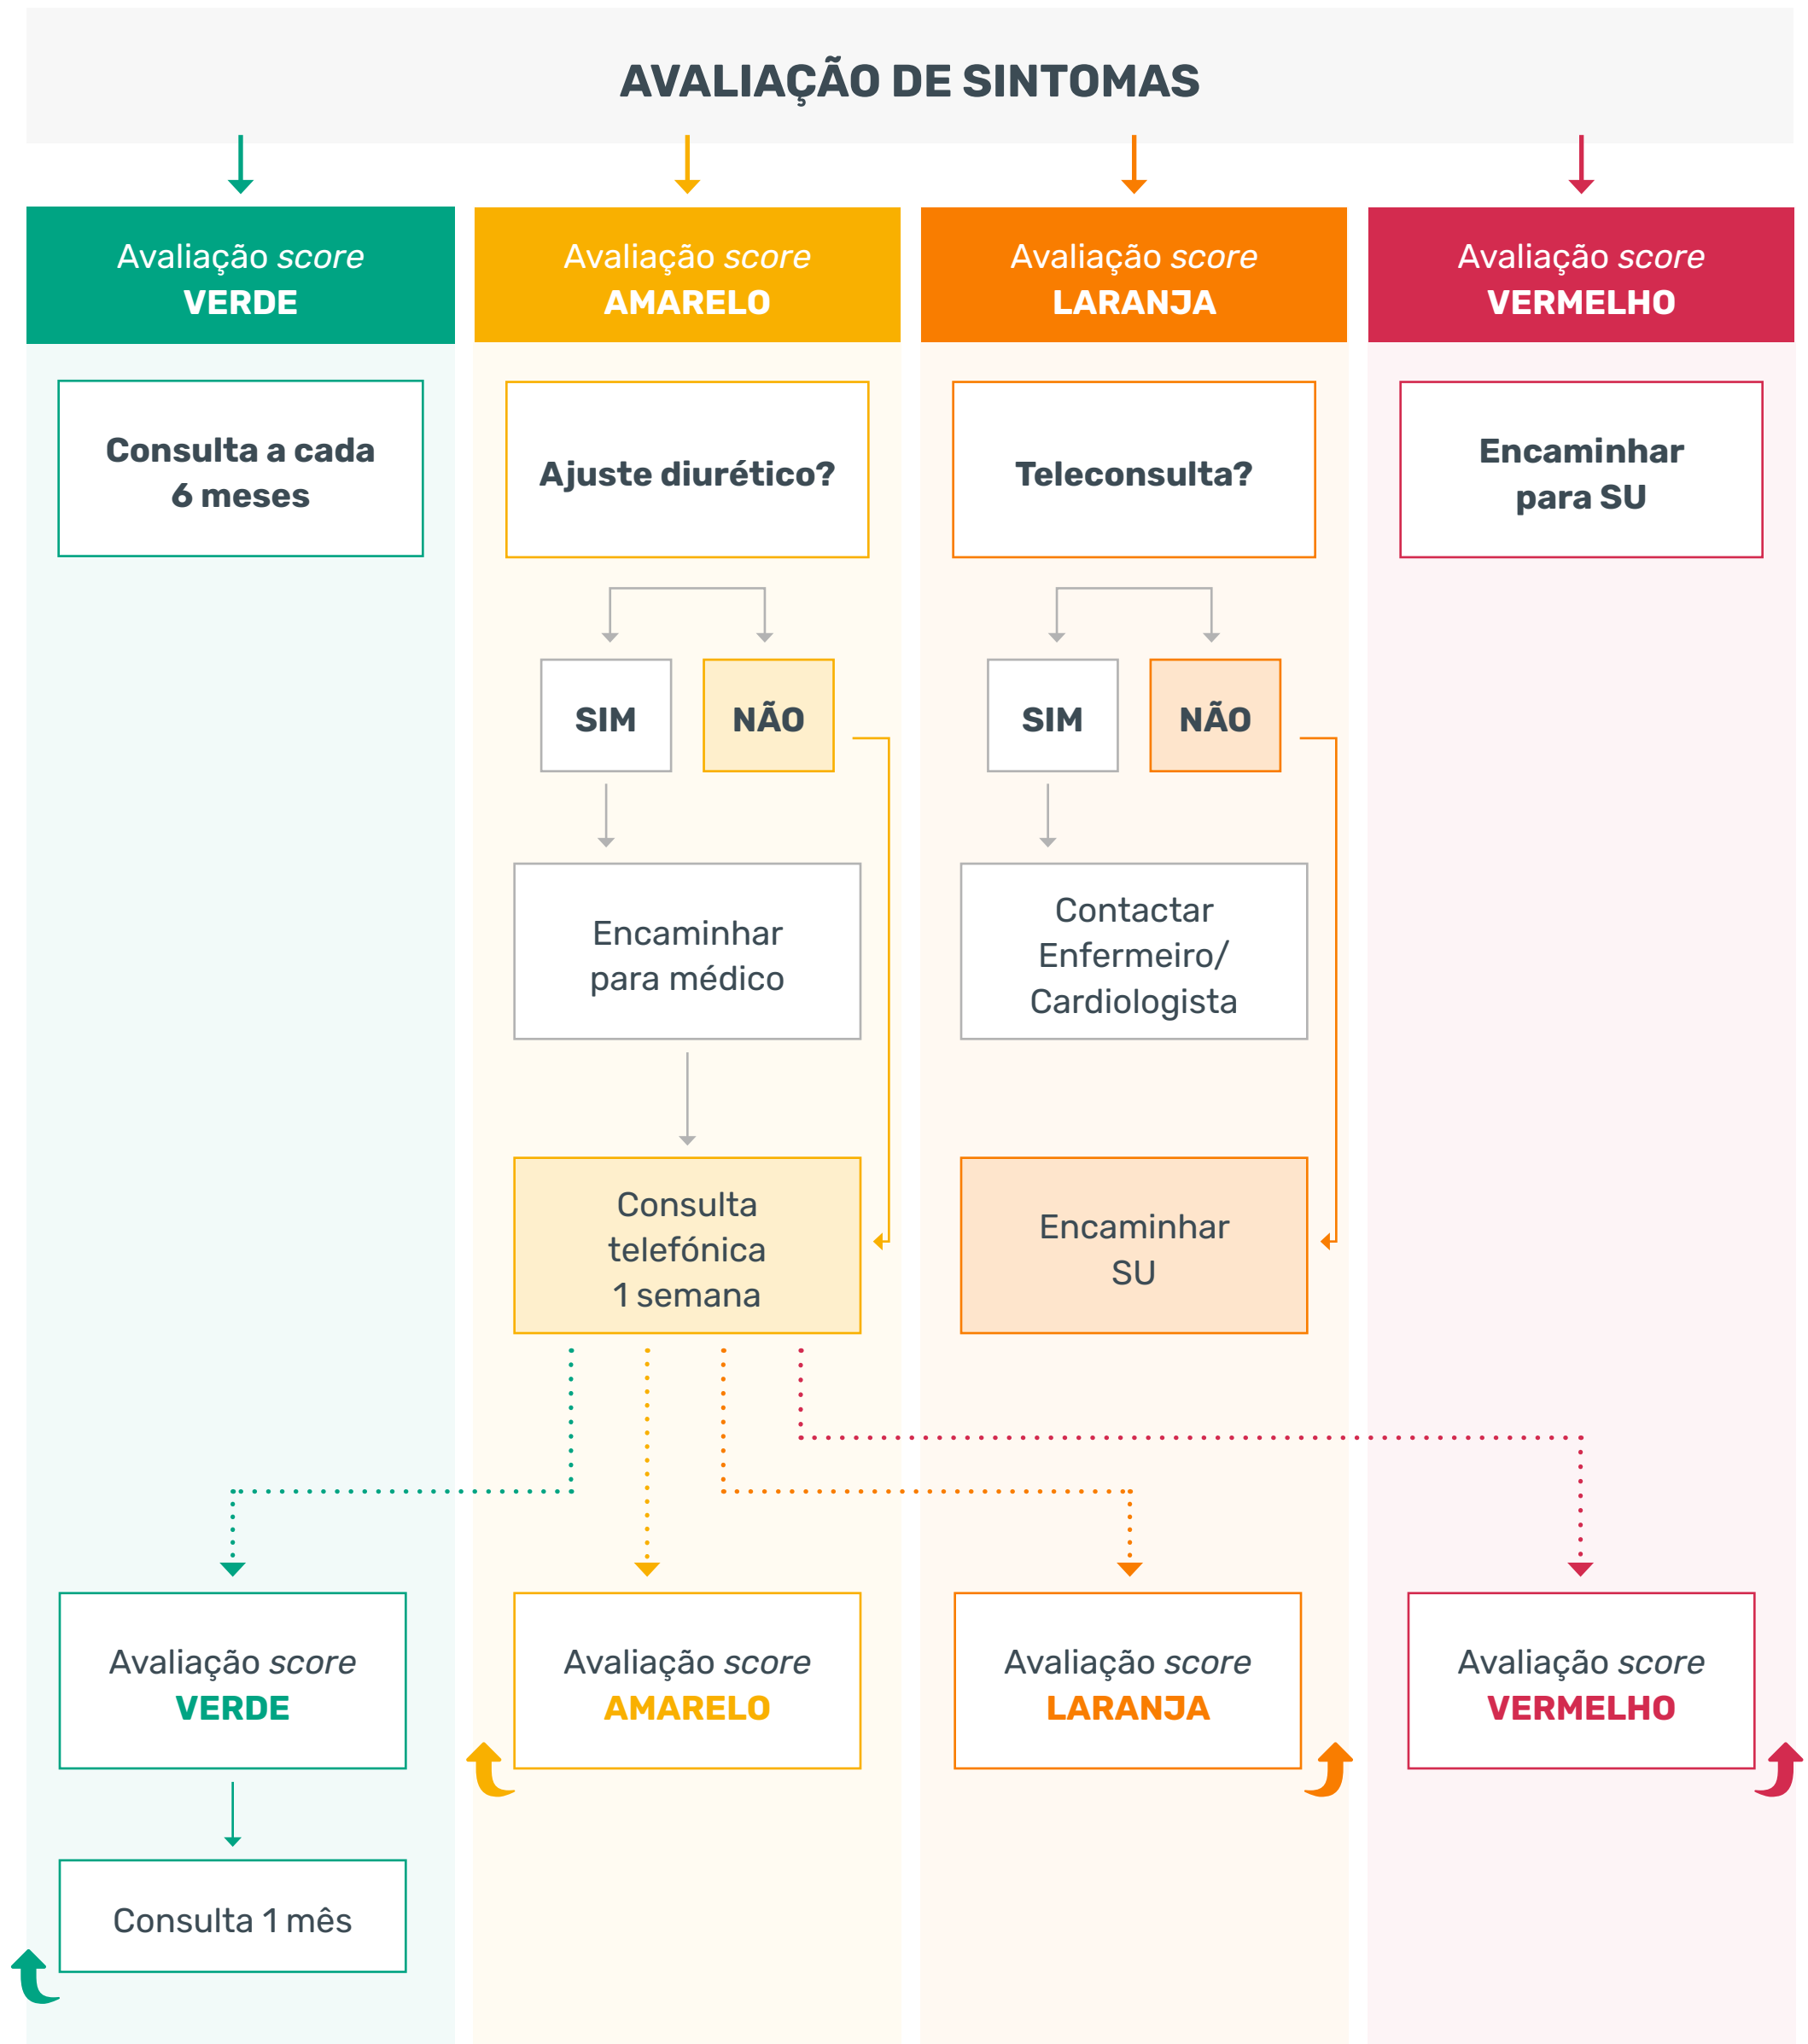 AVALIAÇÃO DE SINTOMAS
Avaliação score
VERDE
Avaliação score
AMARELO
Avaliação score
LARANJA
Avaliação score
VERMELHO
Consulta a cada
6 meses
Ajuste diurético?
Teleconsulta?
Encaminhar
para SU
SIM
NÃO
SIM
NÃO
Encaminhar
para médico
Contactar
Enfermeiro/
Cardiologista
Consulta
telefónica
1 semana
Encaminhar
SU
Avaliação score
VERDE
Avaliação score
AMARELO
Avaliação score
LARANJA
Avaliação score
VERMELHO
Consulta 1 mês